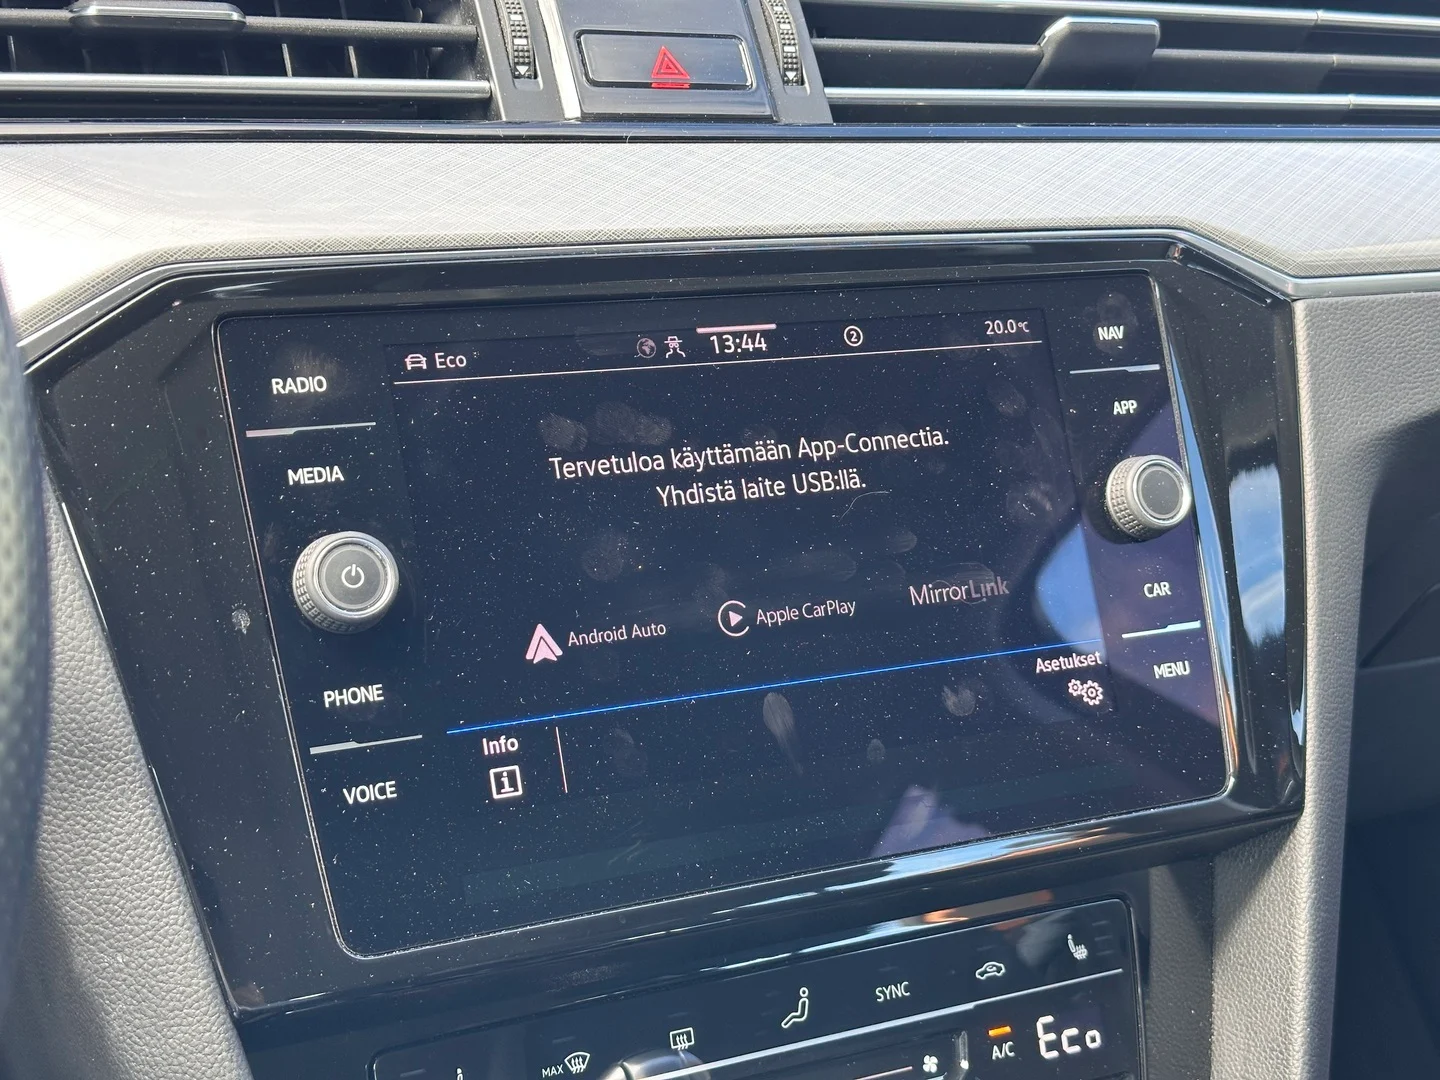 Eco
13:44
2
20.0°C
RADIO
MEDIA
PHONE
VOICE
Tervetuloa käyttämään App-Connectia.
Yhdistä laite USB:llä.
Android Auto
Apple CarPlay
MirrorLink
Asetukset
Info
NAV
APP
CAR
MENU
MAX
SYNC
A/C
Eco